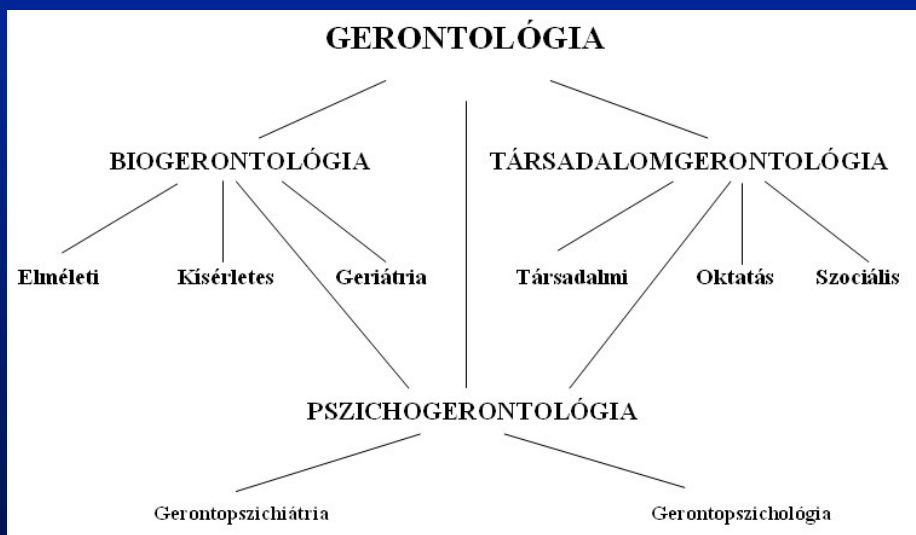 GERONTOLÓGIA
BIOGERONTOLÓGIA TÁRSADALOMGERONTOLÓGIA
Elméleti Kísérletes Geriátria Társadalmi Oktatás Szociális
PSZICHOGERONTOLÓGIA
Gerontopszichiátria Gerontopszichológia